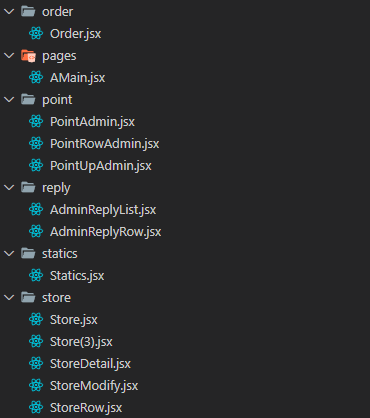 order
Order.jsx
pages
AMain.jsx
point
PointAdmin.jsx
PointRowAdmin.jsx
PointUpAdmin.jsx
reply
AdminReplyList.jsx
AdminReplyRow.jsx
statics
Statics.jsx
store
Store.jsx
Store(3).jsx
StoreDetail.jsx
StoreModify.jsx
StoreRow.jsx